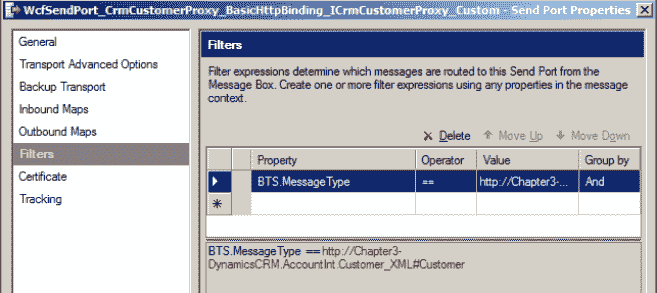 WcfSendPort_CrmCustomerProxy_BasicHttpBinding_ICrmCustomerProxy_Custom - Send Port Properties
General
Transport Advanced Options
Backup Transport
Inbound Maps
Outbound Maps
Filters
Certificate
Tracking
Filters
Filter expressions determine which messages are routed to this Send Port from the
Message Box. Create one or more filter expressions using any properties in the message
context.
Delete Move Up Move Down
Property Operator Value Group by
BTS.MessageType == http://Chapter3-... And
BTS.MessageType == http://Chapter3-
DynamicsCRM.AccountInt.Customer_XML#Customer